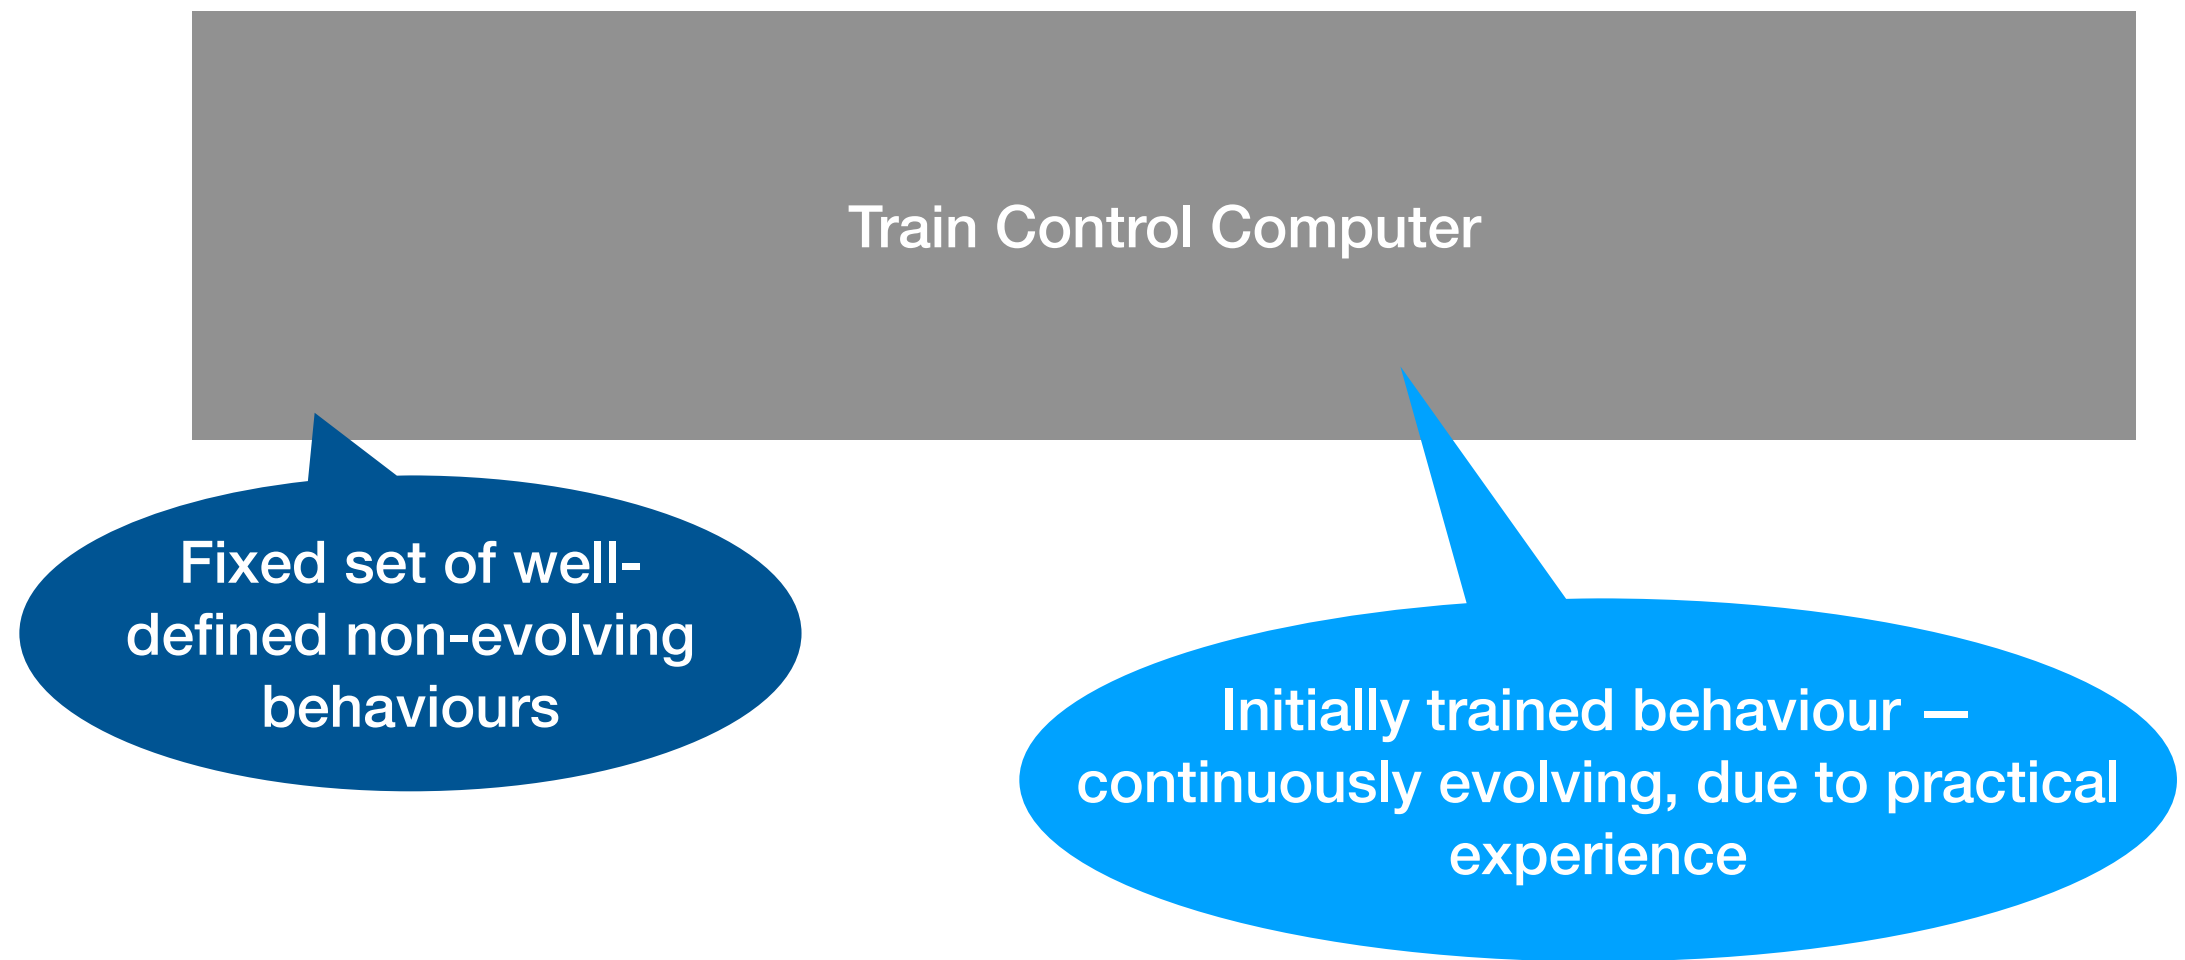 Train Control Computer
Fixed set of well-
defined non-evolving
behaviours
Initially trained behaviour —
continuously evolving, due to practical
experience